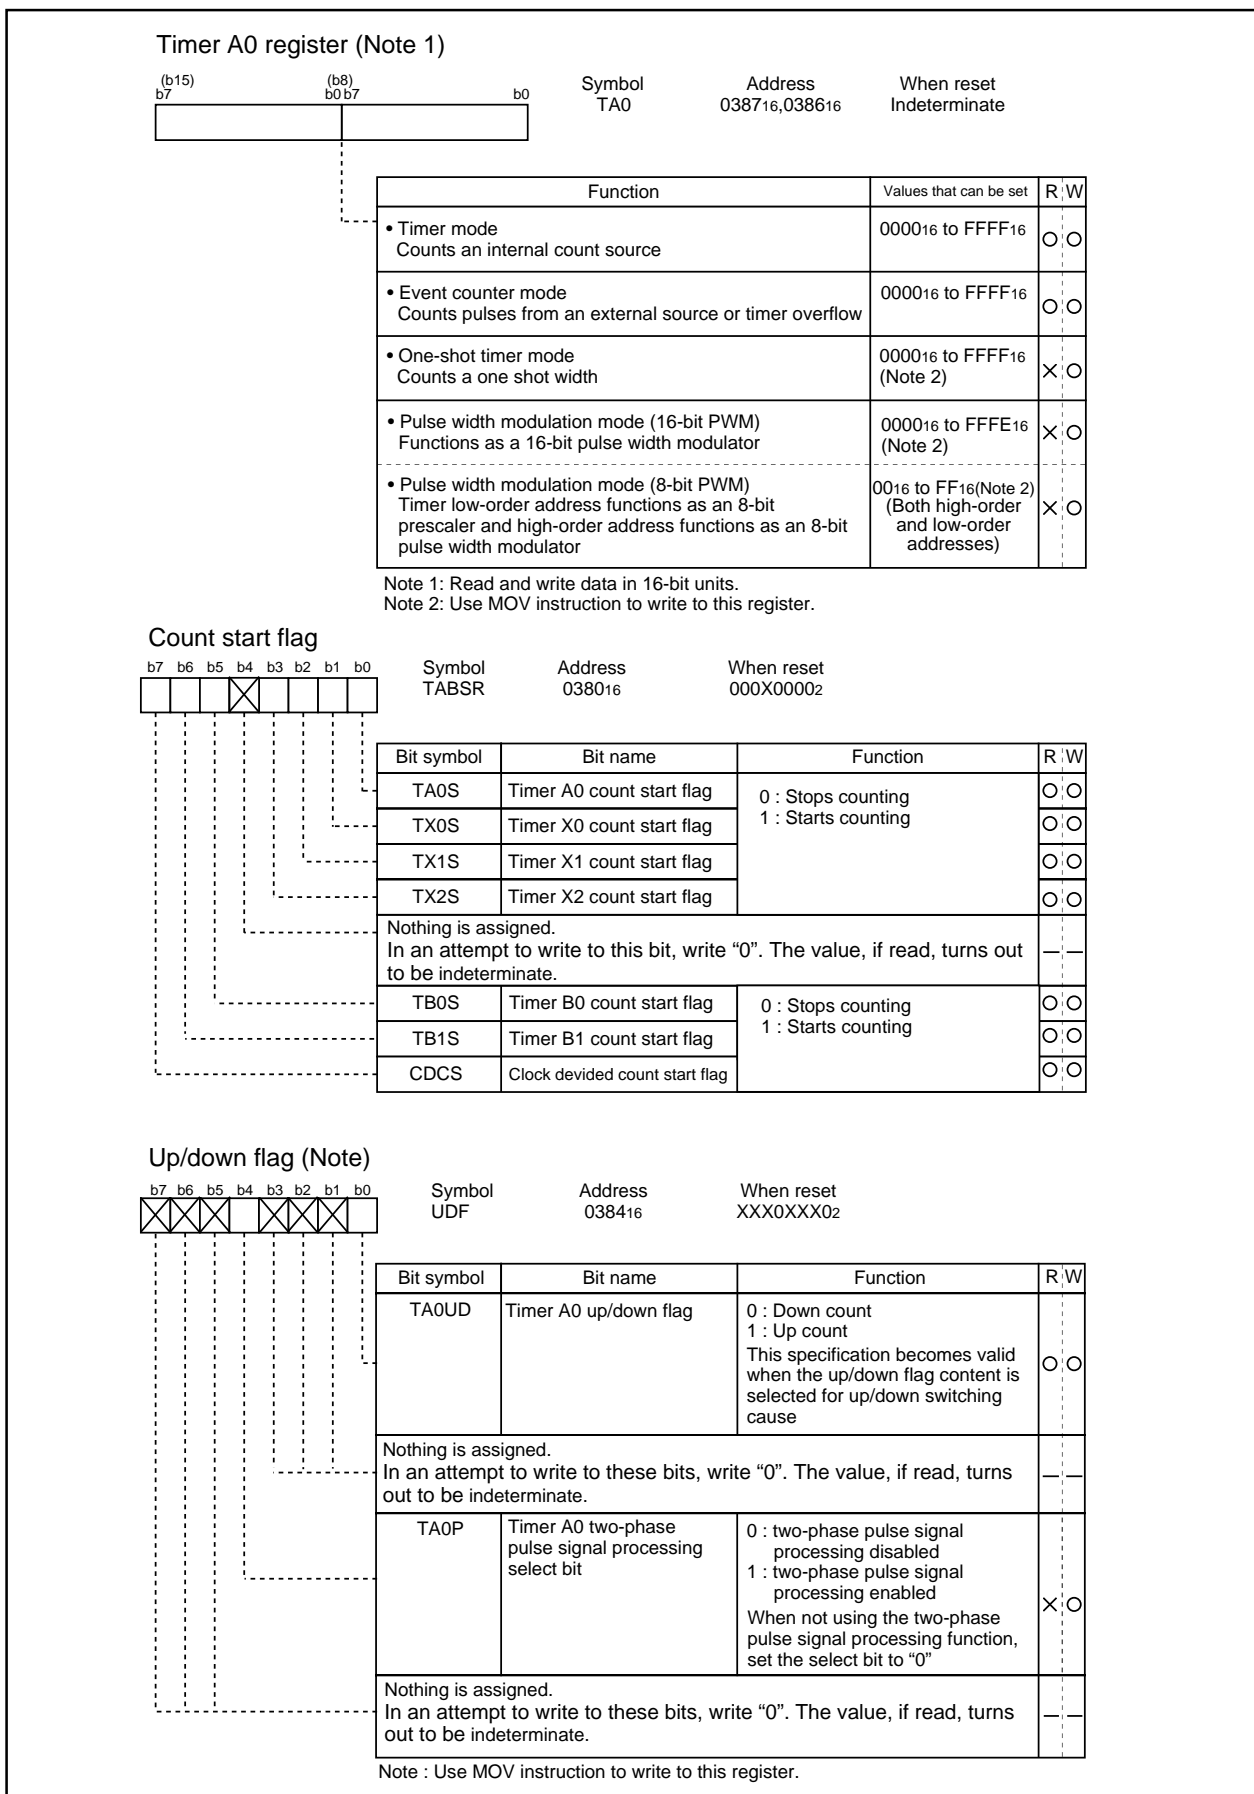 Timer A0 register (Note 1)
(b15) (b8)
b7 b0 b7 b0
Symbol Address When reset
TA0 038716,038616 Indeterminate
Function Values that can be set R W
• Timer mode 000016 to FFFF16
Counts an internal count source
• Event counter mode 000016 to FFFF16
Counts pulses from an external source or timer overflow
• One-shot timer mode 000016 to FFFF16
Counts a one shot width (Note 2)
• Pulse width modulation mode (16-bit PWM) 000016 to FFFE16
Functions as a 16-bit pulse width modulator (Note 2)
• Pulse width modulation mode (8-bit PWM) 0016 to FF16(Note 2)
Timer low-order address functions as an 8-bit (Both high-order
prescaler and high-order address functions as an 8-bit and low-order
pulse width modulator addresses)
Note 1: Read and write data in 16-bit units.
Note 2: Use MOV instruction to write to this register.
Count start flag
b7 b6 b5 b4 b3 b2 b1 b0
Symbol Address When reset
TABSR 038016 000X00002
Bit symbol Bit name Function R W
TA0S Timer A0 count start flag 0 : Stops counting
TX0S Timer X0 count start flag 1 : Starts counting
TX1S Timer X1 count start flag
TX2S Timer X2 count start flag
Nothing is assigned.
In an attempt to write to this bit, write “0”. The value, if read, turns out
to be indeterminate.
TB0S Timer B0 count start flag 0 : Stops counting
TB1S Timer B1 count start flag 1 : Starts counting
CDCS Clock devided count start flag
Up/down flag (Note)
b7 b6 b5 b4 b3 b2 b1 b0
Symbol Address When reset
UDF 038416 XXX0XXX02
Bit symbol Bit name Function R W
TA0UD Timer A0 up/down flag 0 : Down count
1 : Up count
This specification becomes valid
when the up/down flag content is
selected for up/down switching
cause
Nothing is assigned.
In an attempt to write to these bits, write “0”. The value, if read, turns
out to be indeterminate.
TA0P Timer A0 two-phase 0 : two-phase pulse signal
pulse signal processing processing disabled
select bit 1 : two-phase pulse signal
processing enabled
When not using the two-phase
pulse signal processing function,
set the select bit to “0”
Nothing is assigned.
In an attempt to write to these bits, write “0”. The value, if read, turns
out to be indeterminate.
Note : Use MOV instruction to write to this register.